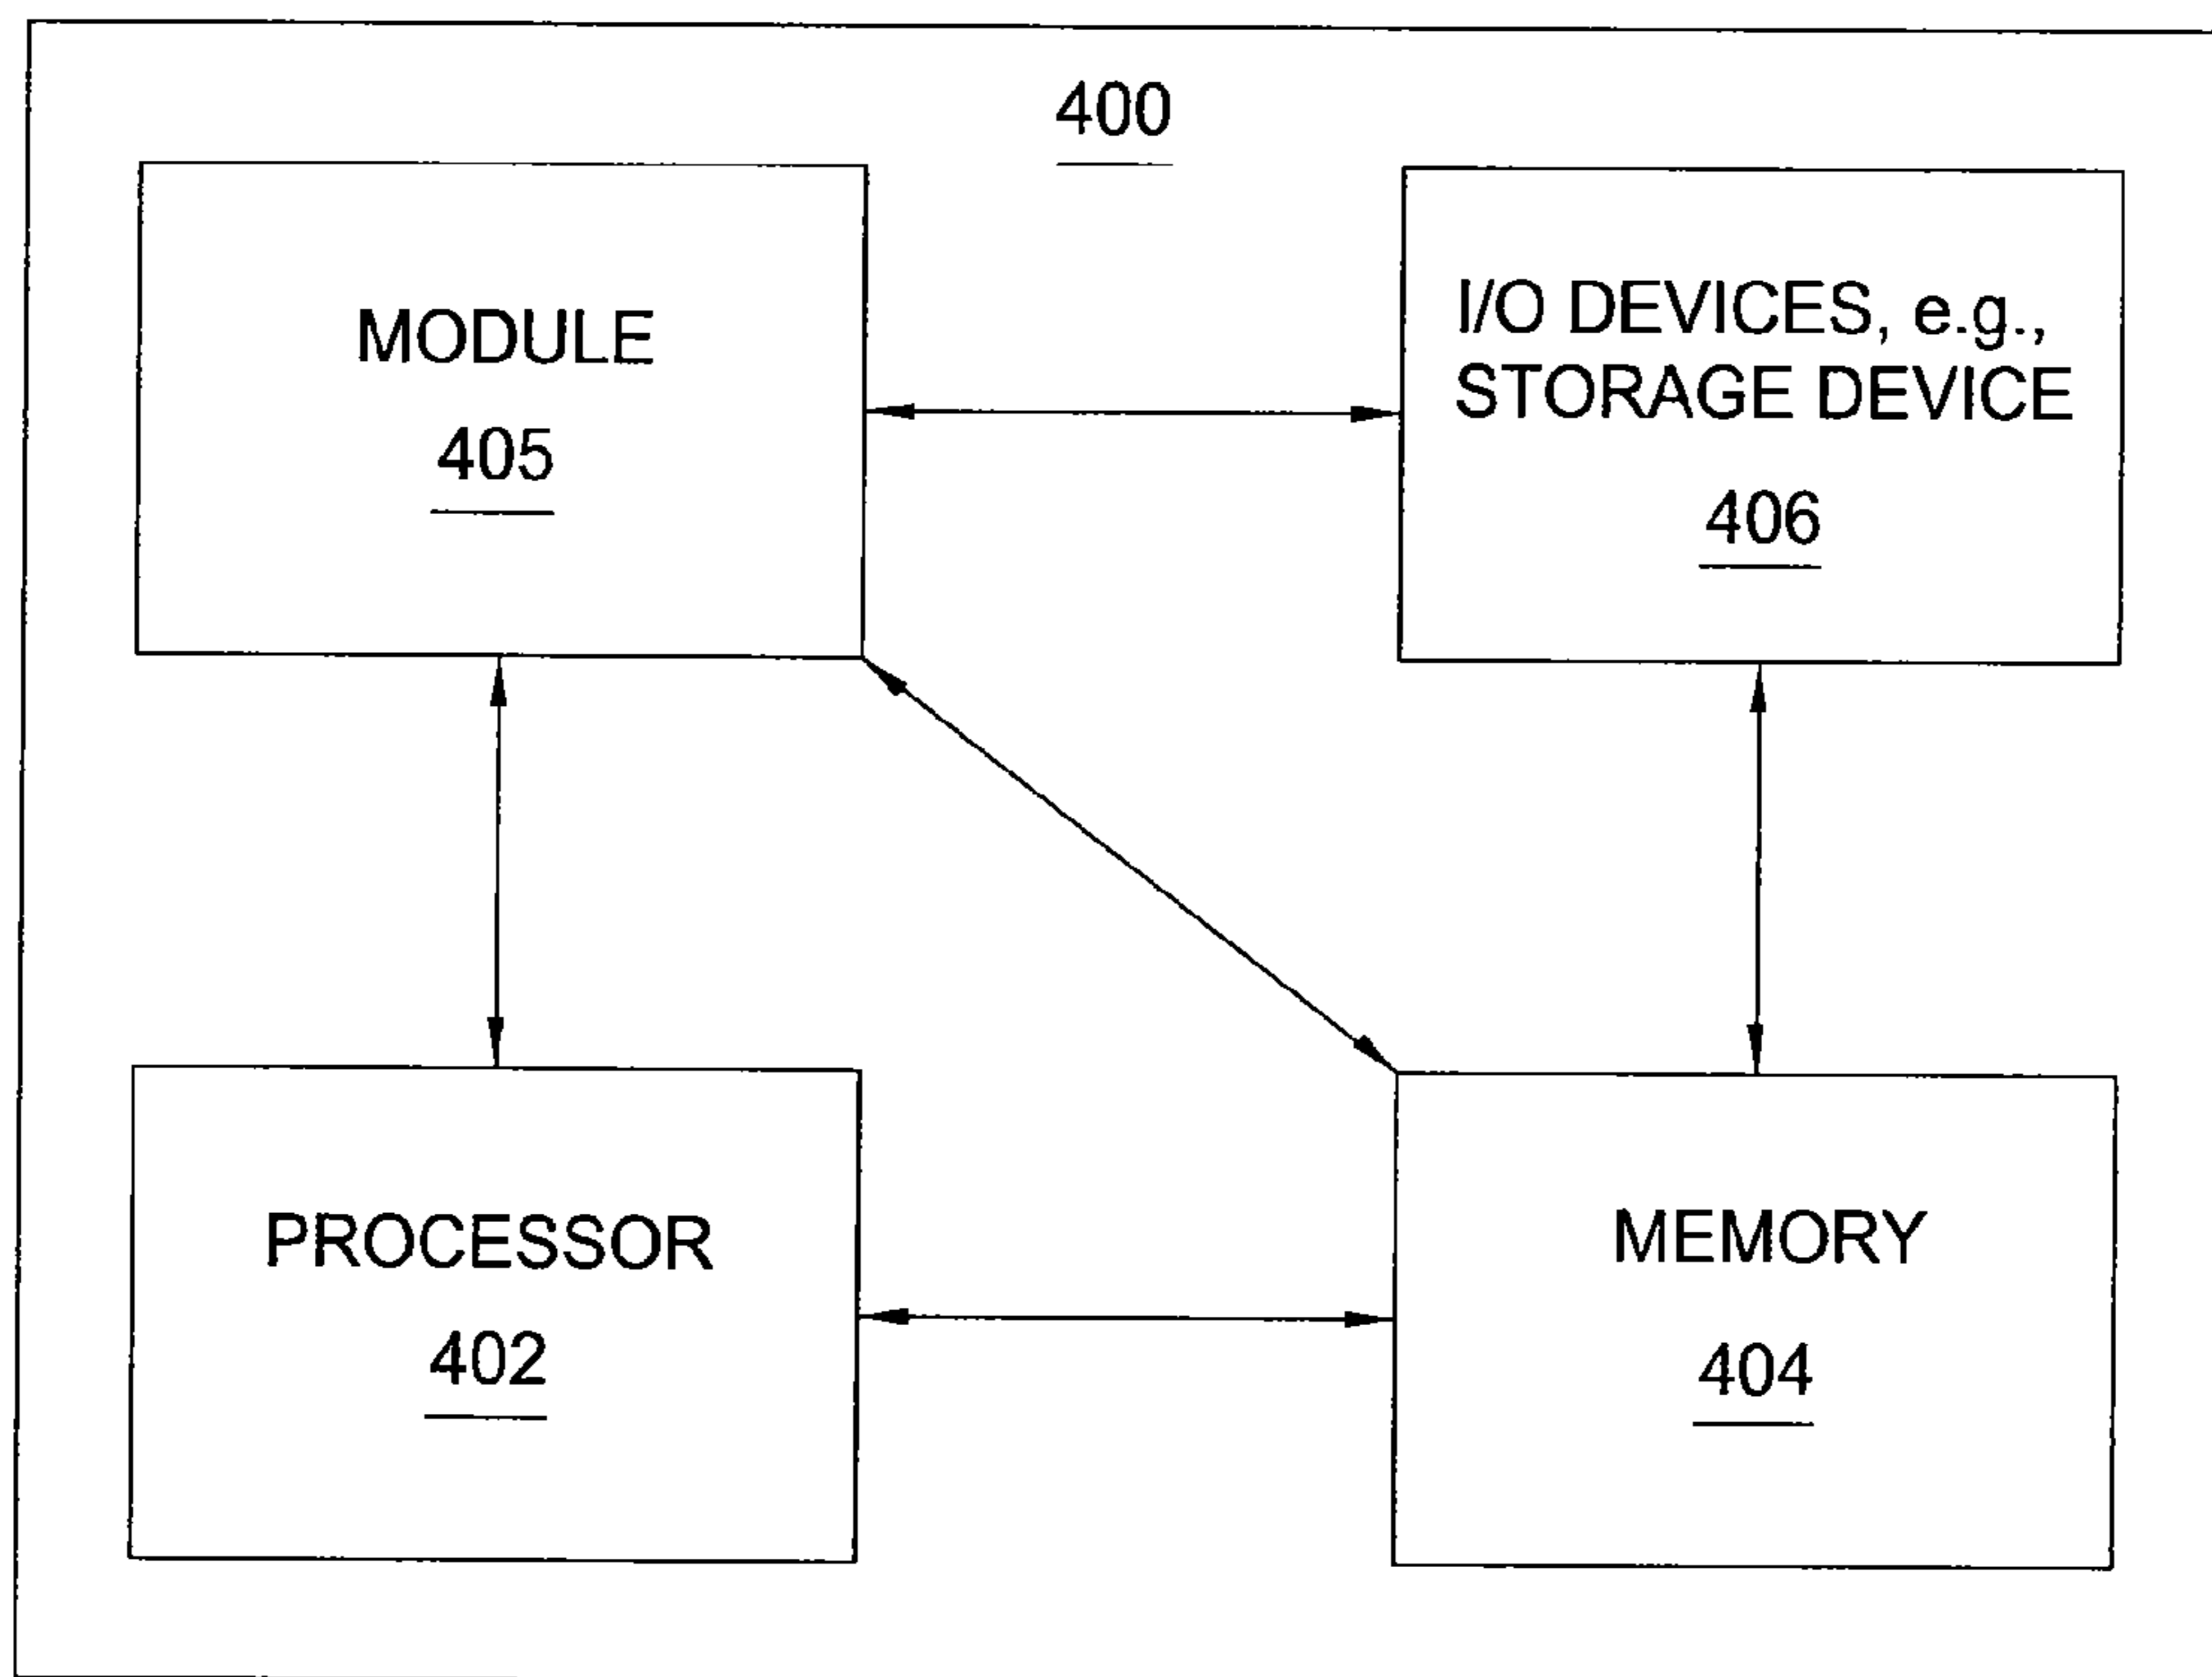 400
MODULE
405
I/O DEVICES, e.g.,
STORAGE DEVICE
406
PROCESSOR
402
MEMORY
404